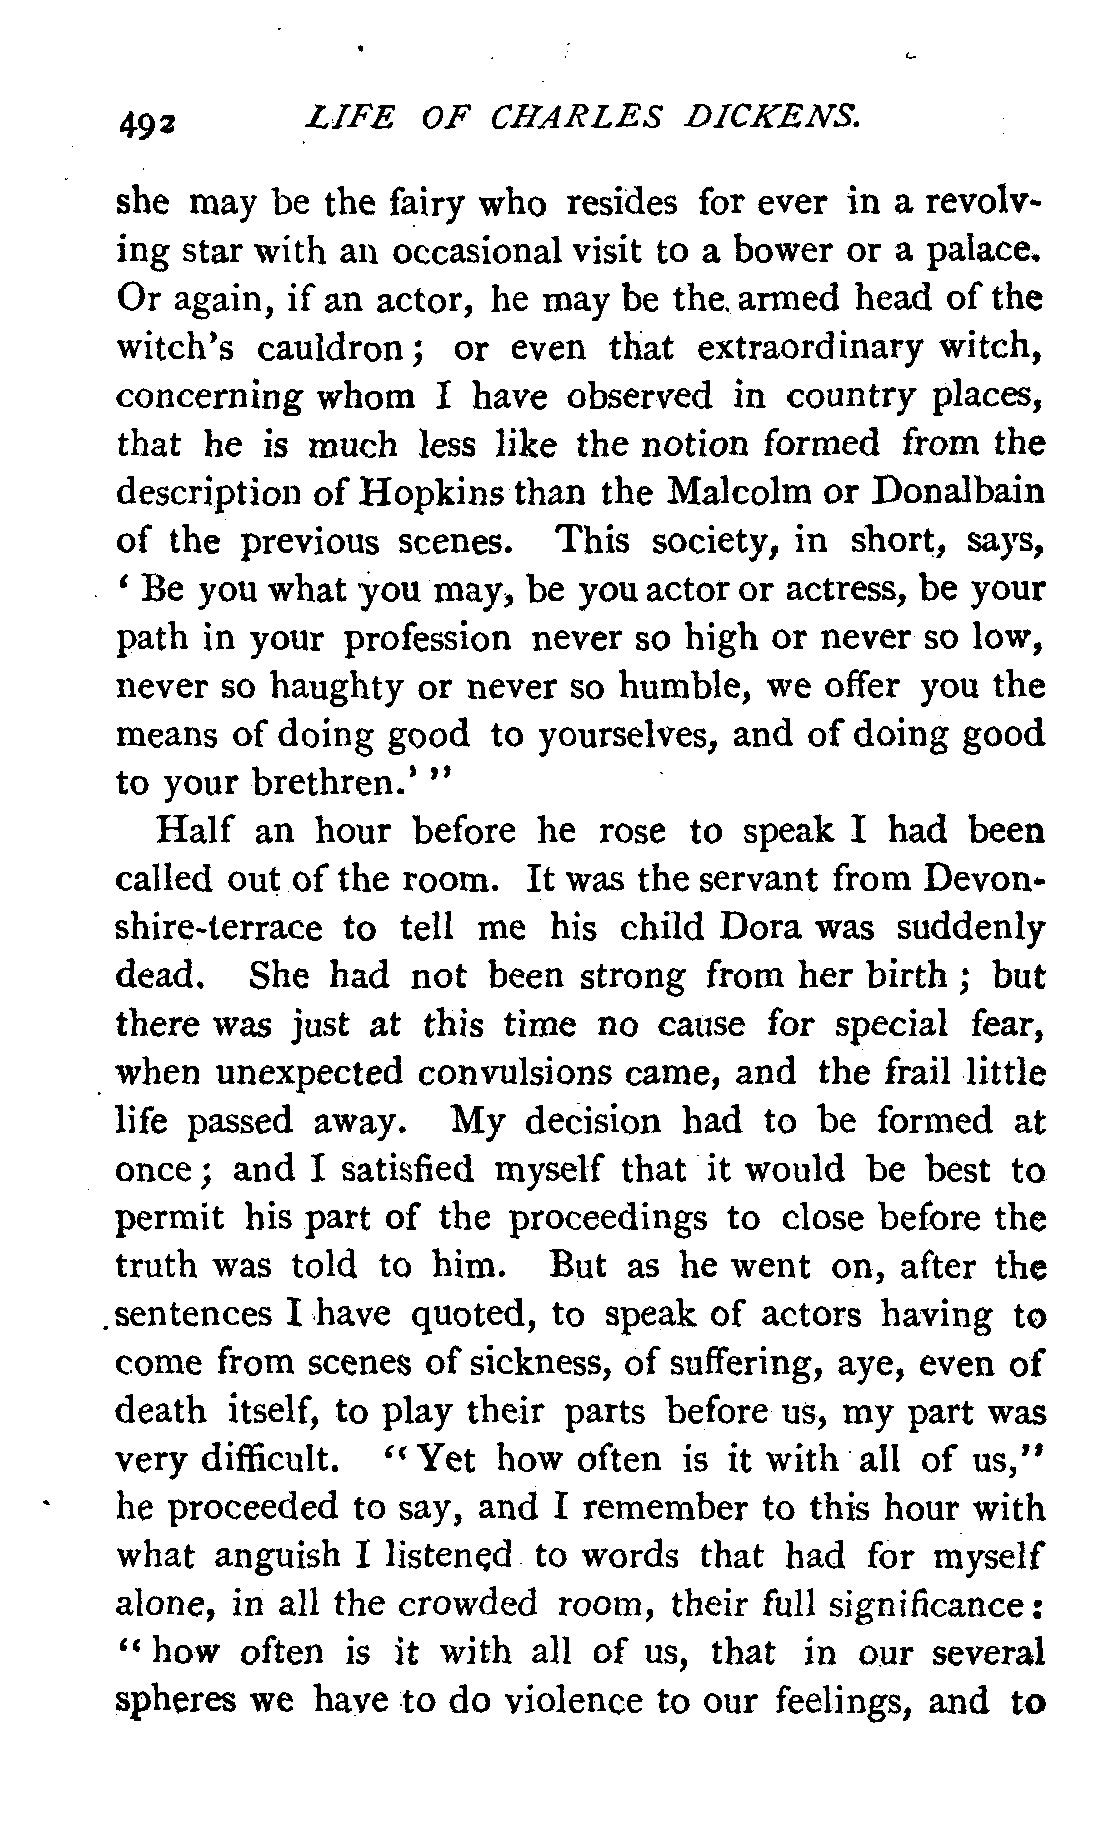 492 LIFE OF CHARLES DICKENS.
she may be the fairy who resides for ever in a revolv-
ing star with an occasional visit to a bower or a palace.
Or again, if an actor, he may be the armed head of the
witch's cauldron; or even that extraordinary witch,
concerning whom I have observed in country places,
that he is much less like the notion formed from the
description of Hopkins than the Malcolm or Donalbain
of the previous scenes. This society, in short, says,
‘Be you what you may, be you actor or actress, be your
path in your profession never so high or never so low,
never so haughty or never so humble, we offer you the
means of doing good to yourselves, and of doing good
to your brethren.’ ”
Half an hour before he rose to speak I had been
called out of the room. It was the servant from Devon-
shire-terrace to tell me his child Dora was suddenly
dead. She had not been strong from her birth; but
there was just at this time no cause for special fear,
when unexpected convulsions came, and the frail little
life passed away. My decision had to be formed at
once; and I satisfied myself that it would be best to
permit his part of the proceedings to close before the
truth was told to him. But as he went on, after the
sentences I have quoted, to speak of actors having to
come from scenes of sickness, of suffering, aye, even of
death itself, to play their parts before us, my part was
very difficult. “Yet how often is it with all of us,”
he proceeded to say, and I remember to this hour with
what anguish I listened to words that had for myself
alone, in all the crowded room, their full significance:
“how often is it with all of us, that in our several
spheres we have to do violence to our feelings, and to